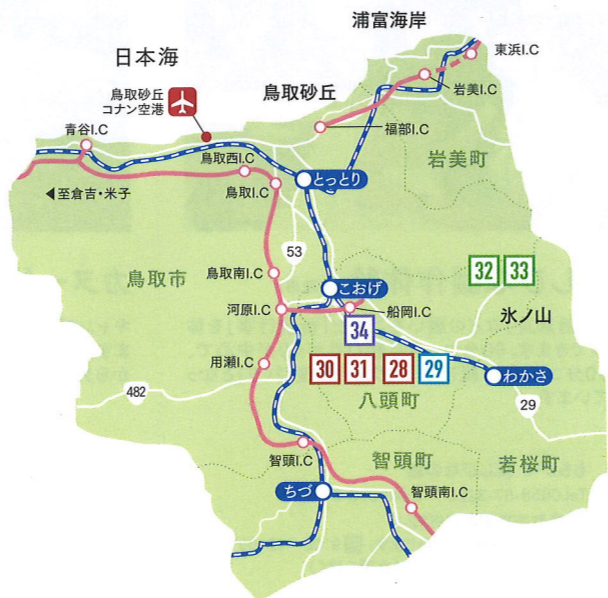 浦富海岸
東浜I.C
日本海
岩美I.C
鳥取砂丘
コナン空港
鳥取砂丘
青谷I.C
福部I.C
鳥取西I.C
岩美町
とっとり
鳥取I.C
◀至倉吉・米子
53
鳥取南I.C
32
33
鳥取市
こおげ
河原I.C
船岡I.C
氷ノ山
34
用瀬I.C
30
31
28
29
わかさ
482
八頭町
29
智頭I.C
智頭町
若桜町
ちづ
智頭南I.C